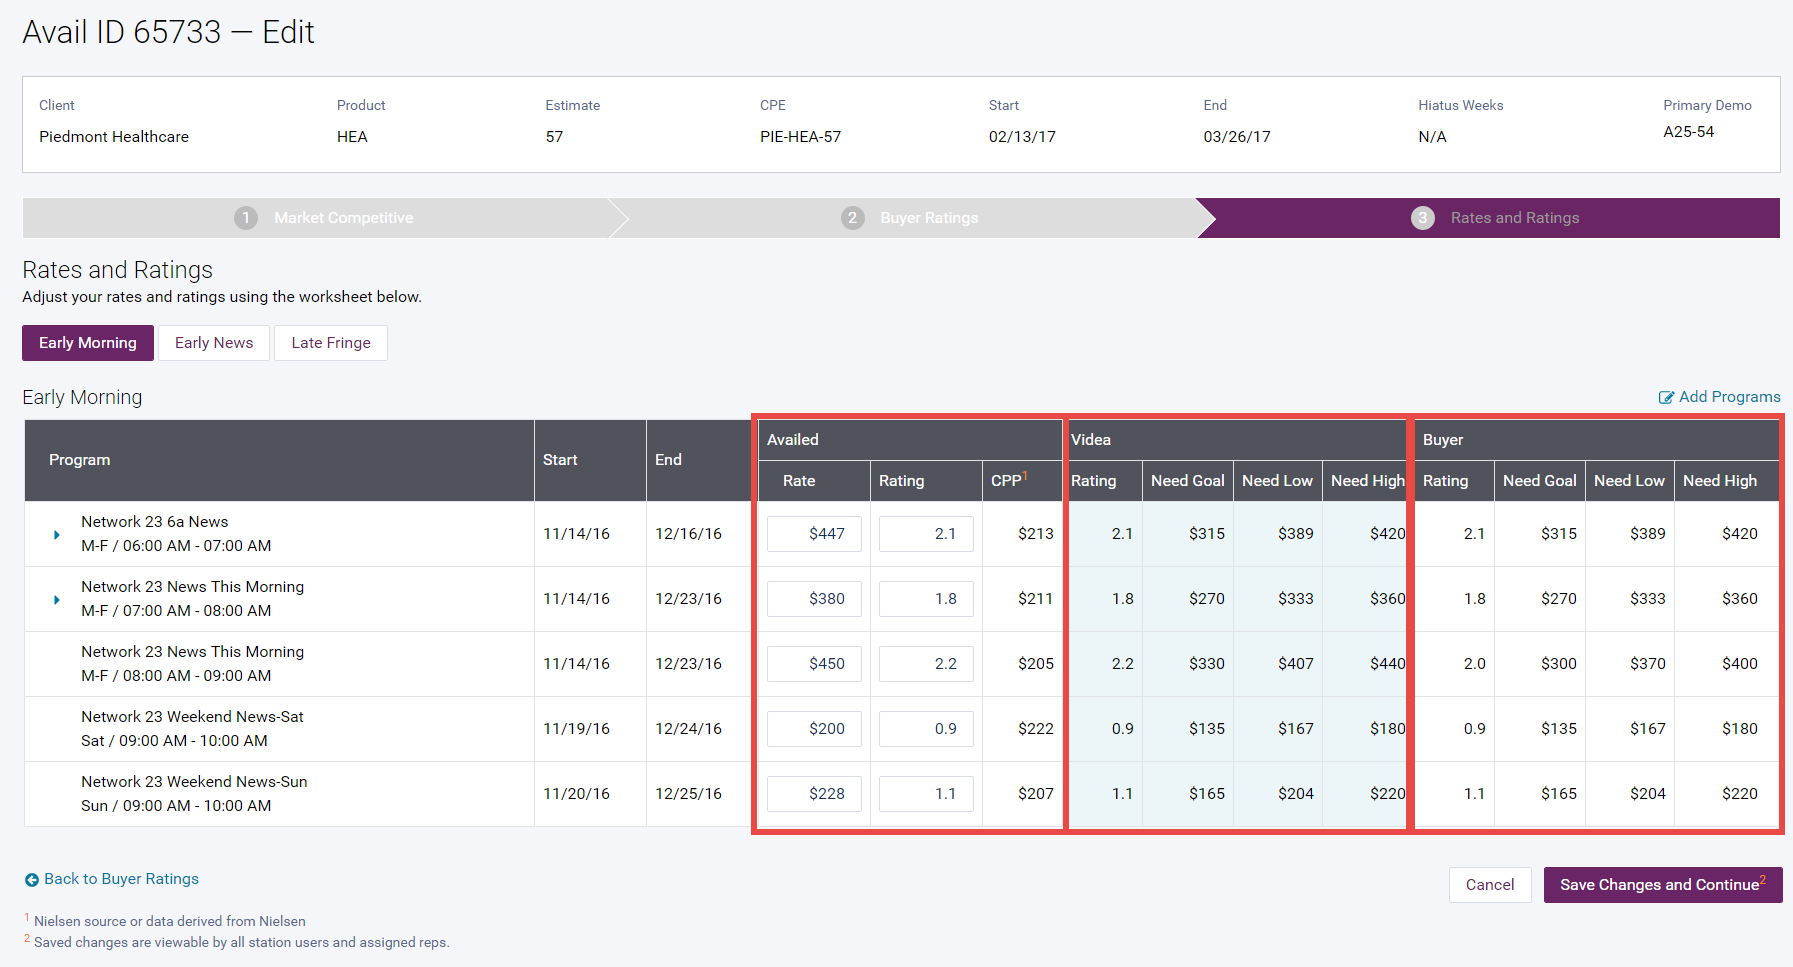 Avail ID 65733 — Edit
Client Product Estimate CPE Start End Hiatus Weeks Primary Demo
Piedmont Healthcare HEA 57 PIE-HEA-57 02/13/17 03/26/17 N/A A25-54
1 Market Competitive 2 Buyer Ratings 3 Rates and Ratings
Rates and Ratings
Adjust your rates and ratings using the worksheet below.
Early Morning Early News Late Fringe
Early Morning Add Programs
Availed Videa Buyer
Program Start End
Rate Rating CPP1 Rating Need Goal Need Low Need High Rating Need Goal Need Low Need High
Network 23 6a News
M-F / 06:00 AM - 07:00 AM 11/14/16 12/16/16 $447 2.1 $213 2.1 $315 $389 $420 2.1 $315 $389 $420
Network 23 News This Morning
M-F / 07:00 AM - 08:00 AM 11/14/16 12/23/16 $380 1.8 $211 1.8 $270 $333 $360 1.8 $270 $333 $360
Network 23 News This Morning
M-F / 08:00 AM - 09:00 AM 11/14/16 12/23/16 $450 2.2 $205 2.2 $330 $407 $440 2.0 $300 $370 $400
Network 23 Weekend News-Sat
Sat / 09:00 AM - 10:00 AM 11/19/16 12/24/16 $200 0.9 $222 0.9 $135 $167 $180 0.9 $135 $167 $180
Network 23 Weekend News-Sun
Sun / 09:00 AM - 10:00 AM 11/20/16 12/25/16 $228 1.1 $207 1.1 $165 $204 $220 1.1 $165 $204 $220
Back to Buyer Ratings Cancel Save Changes and Continue2
1 Nielsen source or data derived from Nielsen
2 Saved changes are viewable by all station users and assigned reps.